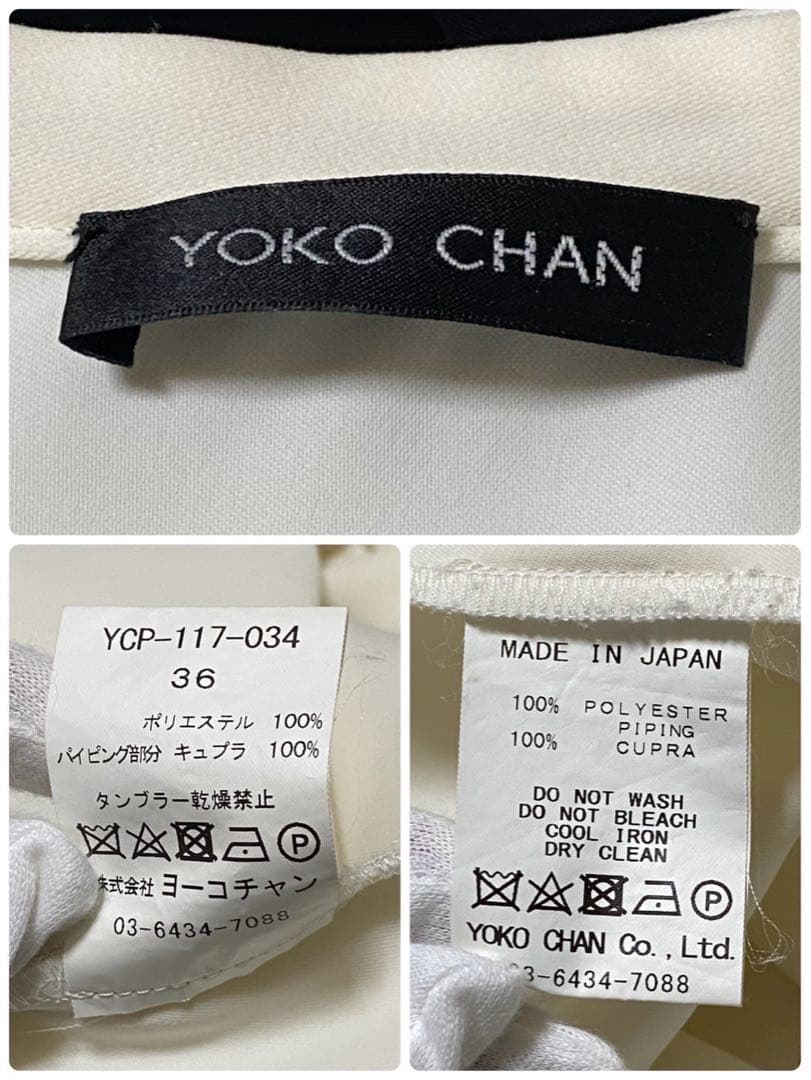 YOKO CHAN
YCP-117-034
36
ポリエステル 100%
パイピング部分 キュプラ 100%
タンブラー乾燥禁止
P
株式会社 ヨーコチャン
03-6434-7088
MADE IN JAPAN
100% POLYESTER
PIPING
100% CUPRA
DO NOT WASH
DO NOT BLEACH
COOL IRON
DRY CLEAN
P
YOKO CHAN Co., Ltd.
03-6434-7088